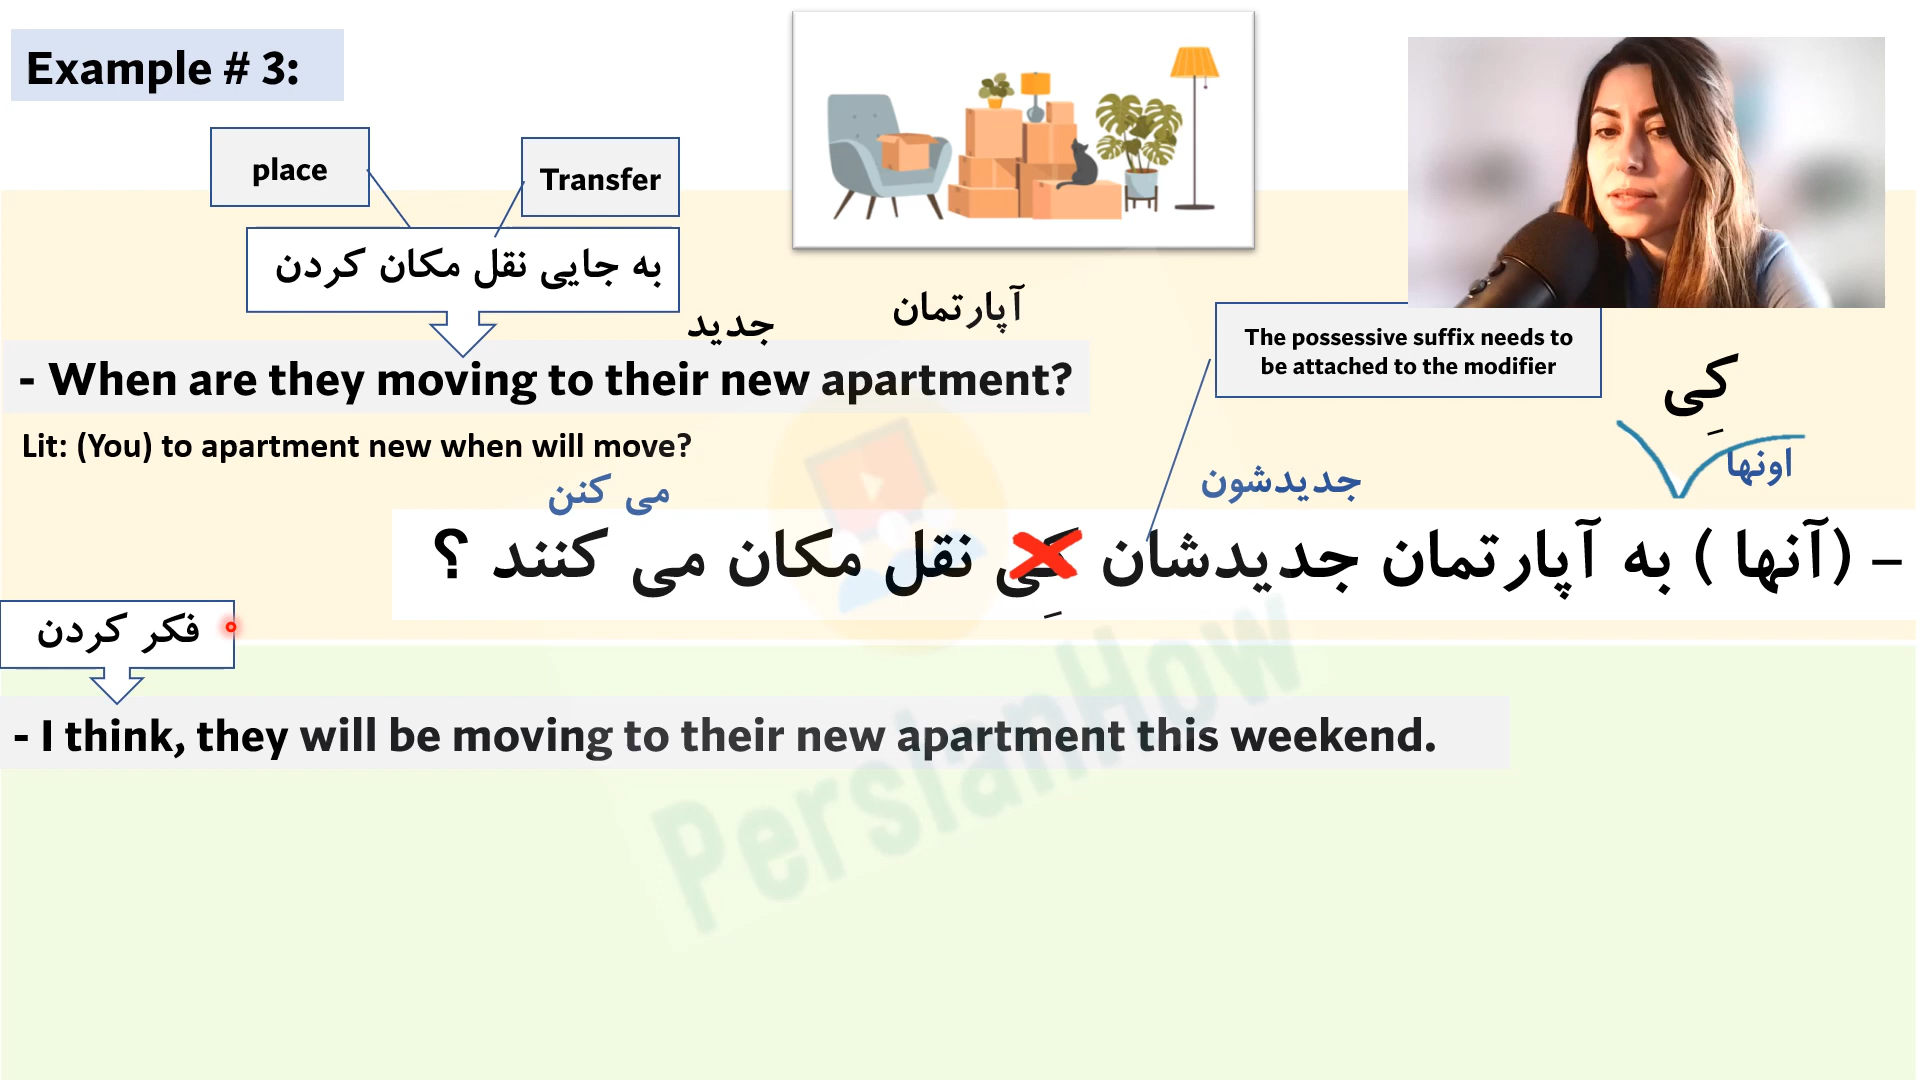 Example # 3:
place
Transfer
به جایی نقل مکان کردن
جدید
آپارتمان
- When are they moving to their new apartment?
The possessive suffix needs to
be attached to the modifier
کِی
Lit: (You) to apartment new when will move?
می کنن
جدیدشون
اونها
– (آنها ) به آپارتمان جدیدشان کِی نقل مکان می کنند ؟
فکر کردن
- I think, they will be moving to their new apartment this weekend.
PersianHow